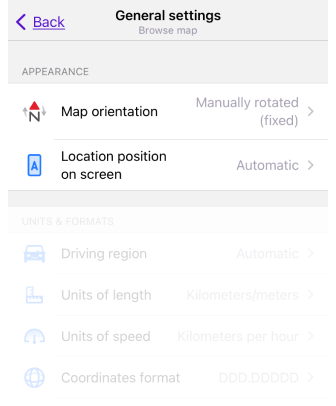 Back
General settings
Browse map
APPEARANCE
N
Map orientation
Manually rotated
(fixed)
A
Location position
on screen
Automatic
UNITS & FORMATS
Driving region
Automatic
Units of length
Kilometers/meters
Units of speed
Kilometers per hour
Coordinates format
DDD.DDDDD